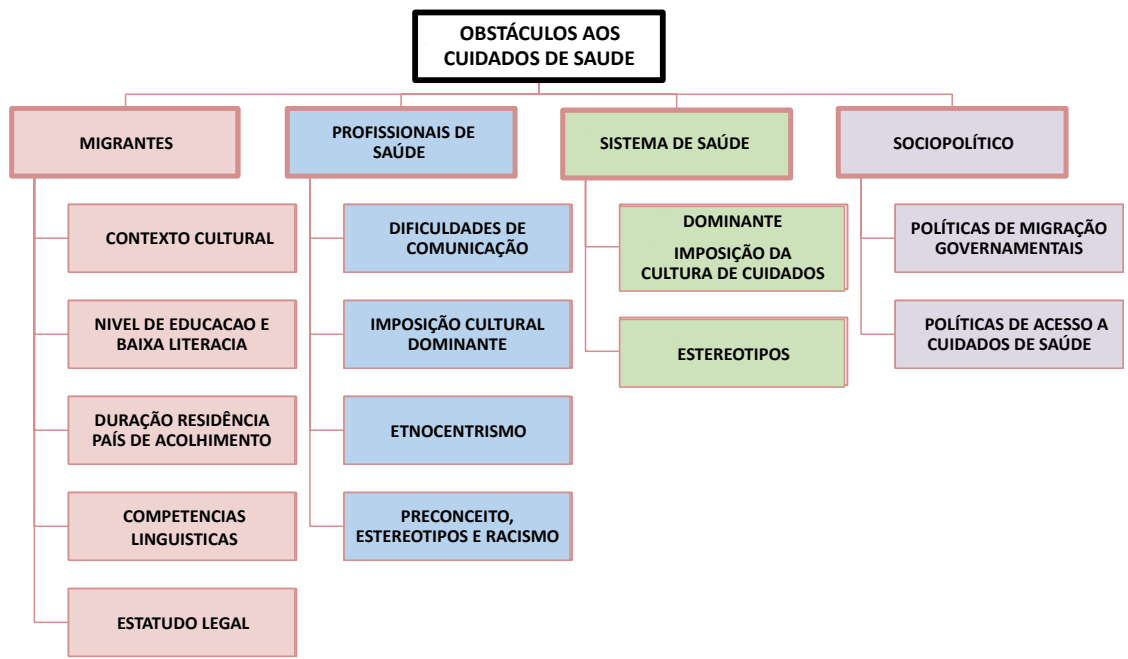 OBSTÁCULOS AOS
CUIDADOS DE SAUDE
MIGRANTES
CONTEXTO CULTURAL
NIVEL DE EDUCACAO E
BAIXA LITERACIA
DURAÇÃO RESIDÊNCIA
PAÍS DE ACOLHIMENTO
COMPETENCIAS
LINGUISTICAS
ESTATUDO LEGAL
PROFISSIONAIS DE
SAÚDE
DIFICULDADES DE
COMUNICAÇÃO
IMPOSIÇÃO CULTURAL
DOMINANTE
ETNOCENTRISMO
PRECONCEITO,
ESTEREOTIPOS E RACISMO
SISTEMA DE SAÚDE
DOMINANTE
IMPOSIÇÃO DA
CULTURA DE CUIDADOS
ESTEREOTIPOS
SOCIOPOLÍTICO
POLÍTICAS DE MIGRAÇÃO
GOVERNAMENTAIS
POLÍTICAS DE ACESSO A
CUIDADOS DE SAÚDE